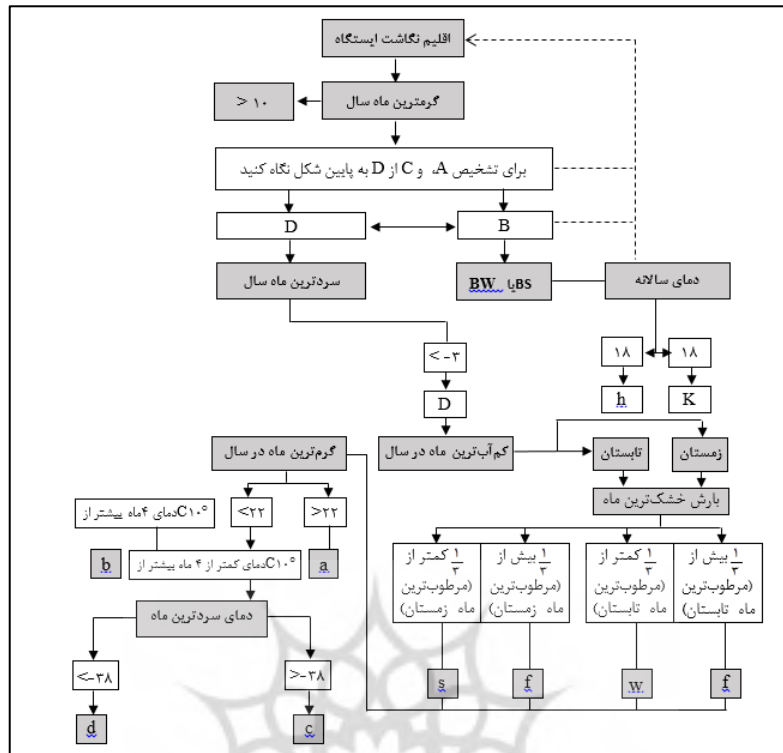 اقلیم نگاشت ایستگاه
گرمترین ماه سال
> ۱۰
برای تشخیص A، و C از D به پایین شکل نگاه کنید
B
D
دمای سالانه
BS یا BW
سردترین ماه سال
۱۸
۱۸
< -۳
K
h
D
زمستان
تابستان
کم‌آب‌ترین ماه در سال
گرم‌ترین ماه در سال
بارش خشک‌ترین ماه
>۲۲
<۲۲
دمای ۴ماه بیشتر از C۱۰°
a
دمای کمتر از ۴ ماه بیشتر از C۱۰°
b
۱/۳ بیش از
(مرطوب‌ترین
ماه تابستان)
۱/۳ کمتر از
(مرطوب‌ترین
ماه تابستان)
۱/۳ بیش از
(مرطوب‌ترین
ماه زمستان)
۱/۳ کمتر از
(مرطوب‌ترین
ماه زمستان)
دمای سردترین ماه
>-۳۸
<-۳۸
f
w
f
s
c
d